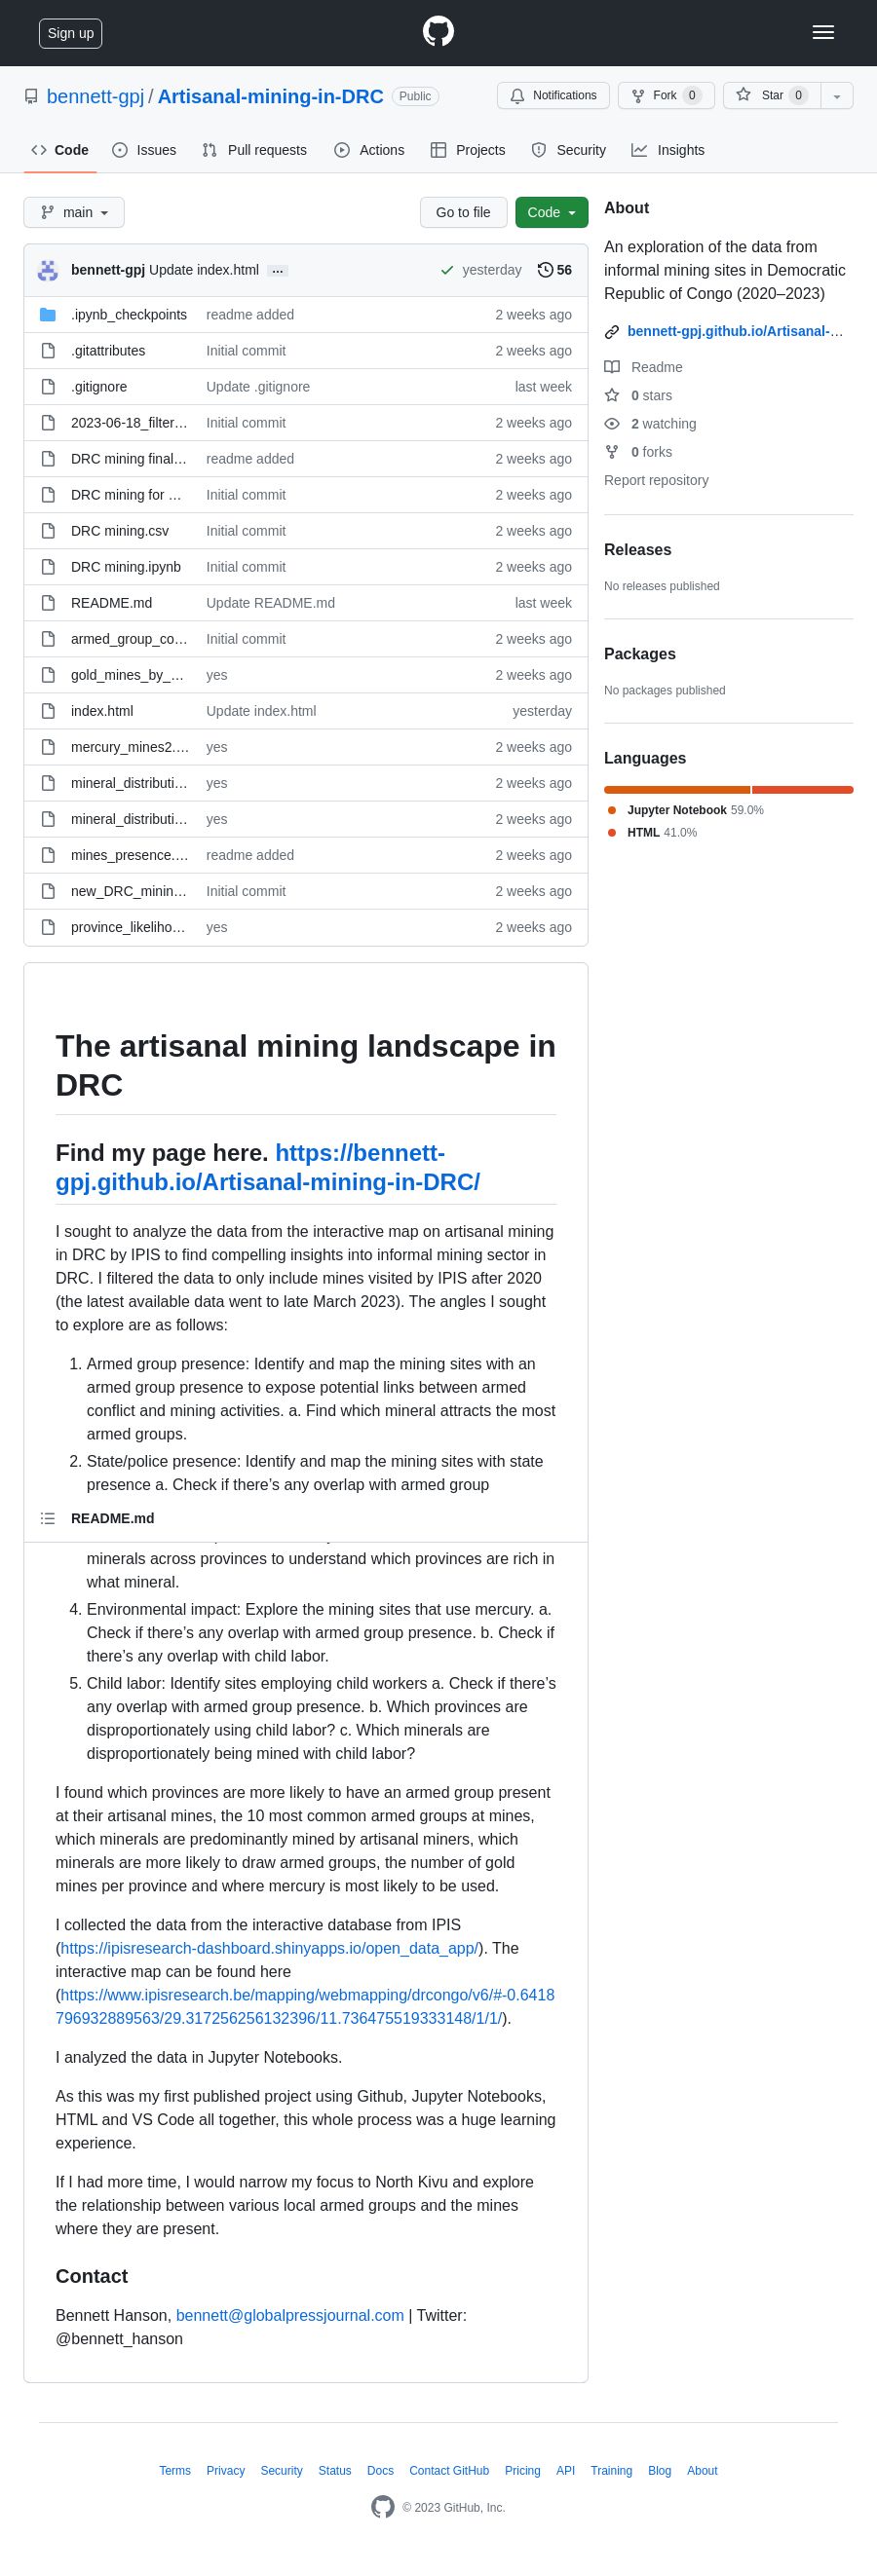 Sign up
bennett-gpj / Artisanal-mining-in-DRC Public
Notifications Fork 0 Star 0
Code Issues Pull requests Actions Projects Security Insights
main Go to file Code
bennett-gpj Update index.html ... yesterday 56
.ipynb_checkpoints readme added 2 weeks ago
.gitattributes Initial commit 2 weeks ago
.gitignore Update .gitignore last week
2023-06-18_filter… Initial commit 2 weeks ago
DRC mining final… readme added 2 weeks ago
DRC mining for … Initial commit 2 weeks ago
DRC mining.csv Initial commit 2 weeks ago
DRC mining.ipynb Initial commit 2 weeks ago
README.md Update README.md last week
armed_group_co… Initial commit 2 weeks ago
gold_mines_by_… yes 2 weeks ago
index.html Update index.html yesterday
mercury_mines2.… yes 2 weeks ago
mineral_distributi… yes 2 weeks ago
mineral_distributi… yes 2 weeks ago
mines_presence.… readme added 2 weeks ago
new_DRC_minin… Initial commit 2 weeks ago
province_likeliho… yes 2 weeks ago
About
An exploration of the data from
informal mining sites in Democratic
Republic of Congo (2020–2023)
bennett-gpj.github.io/Artisanal-…
Readme
0 stars
2 watching
0 forks
Report repository
Releases
No releases published
Packages
No packages published
Languages
Jupyter Notebook 59.0%
HTML 41.0%
The artisanal mining landscape in
DRC
Find my page here. https://bennett-
gpj.github.io/Artisanal-mining-in-DRC/
I sought to analyze the data from the interactive map on artisanal mining
in DRC by IPIS to find compelling insights into informal mining sector in
DRC. I filtered the data to only include mines visited by IPIS after 2020
(the latest available data went to late March 2023). The angles I sought
to explore are as follows:
1. Armed group presence: Identify and map the mining sites with an
armed group presence to expose potential links between armed
conflict and mining activities. a. Find which mineral attracts the most
armed groups.
2. State/police presence: Identify and map the mining sites with state
presence a. Check if there’s any overlap with armed group
README.md
minerals across provinces to understand which provinces are rich in
what mineral.
4. Environmental impact: Explore the mining sites that use mercury. a.
Check if there’s any overlap with armed group presence. b. Check if
there’s any overlap with child labor.
5. Child labor: Identify sites employing child workers a. Check if there’s
any overlap with armed group presence. b. Which provinces are
disproportionately using child labor? c. Which minerals are
disproportionately being mined with child labor?
I found which provinces are more likely to have an armed group present
at their artisanal mines, the 10 most common armed groups at mines,
which minerals are predominantly mined by artisanal miners, which
minerals are more likely to draw armed groups, the number of gold
mines per province and where mercury is most likely to be used.
I collected the data from the interactive database from IPIS
(https://ipisresearch-dashboard.shinyapps.io/open_data_app/). The
interactive map can be found here
(https://www.ipisresearch.be/mapping/webmapping/drcongo/v6/#-0.6418
796932889563/29.317256256132396/11.736475519333148/1/1/).
I analyzed the data in Jupyter Notebooks.
As this was my first published project using Github, Jupyter Notebooks,
HTML and VS Code all together, this whole process was a huge learning
experience.
If I had more time, I would narrow my focus to North Kivu and explore
the relationship between various local armed groups and the mines
where they are present.
Contact
Bennett Hanson, bennett@globalpressjournal.com | Twitter:
@bennett_hanson
Terms Privacy Security Status Docs Contact GitHub Pricing API Training Blog About
© 2023 GitHub, Inc.